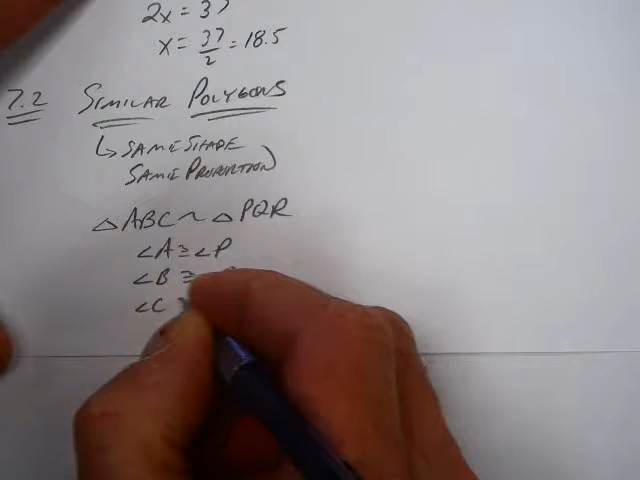 2x = 37
x = 37/2 = 18.5
7.2 SIMILAR POLYGONS
↳ SAME SHAPE
SAME PROPORTION
△ABC ~ △PQR
∠A ≅ ∠P
∠B ≅
∠C